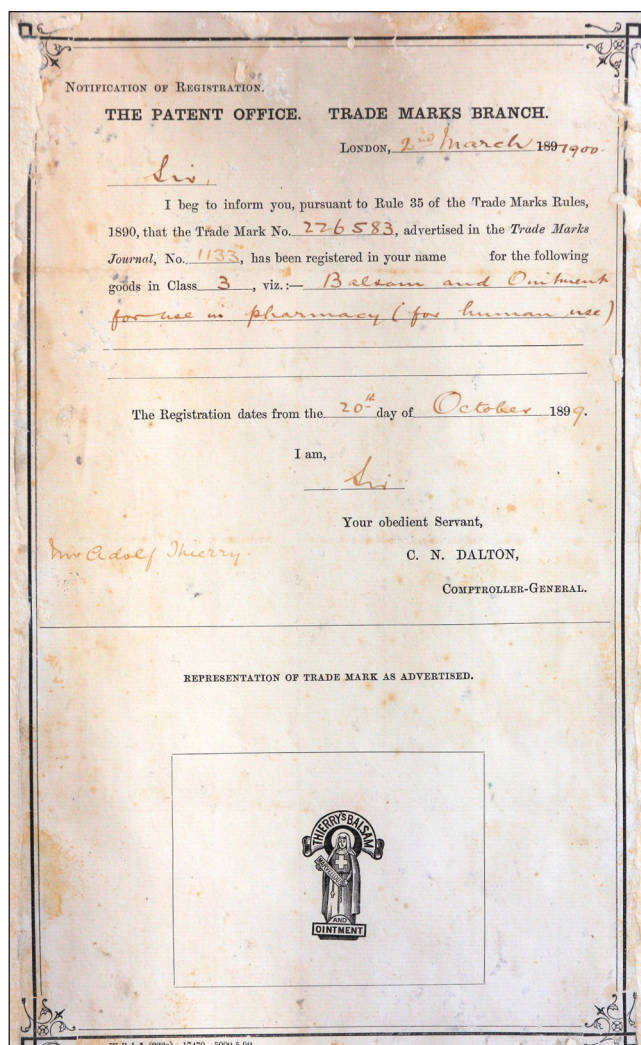 NOTIFICATION OF REGISTRATION.
THE PATENT OFFICE. TRADE MARKS BRANCH.
LONDON, 2nd March 1900.
Sir,
I beg to inform you, pursuant to Rule 35 of the Trade Marks Rules,
1890, that the Trade Mark No. 226583, advertised in the Trade Marks
Journal, No. 1133, has been registered in your name for the following
goods in Class 3, viz.:— Balsam and Ointment
for use in pharmacy (for human use)
The Registration dates from the 20th day of October 1899.
I am,
Sir
Your obedient Servant,
Mr Adolf Thierry.
C. N. DALTON,
COMPTROLLER-GENERAL.
REPRESENTATION OF TRADE MARK AS ADVERTISED.
THIERRY'S BALSAM
AND
OINTMENT